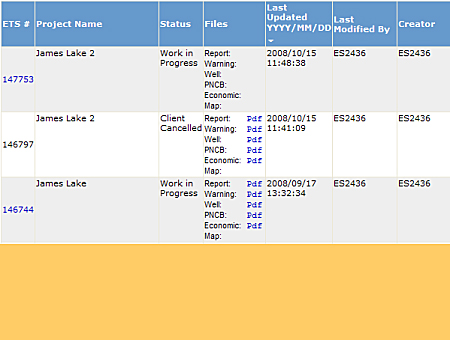 ETS # Project Name Status Files Last Updated YYYY/MM/DD Last Modified By Creator
147753 James Lake 2 Work in Progress 2008/10/15 11:48:38 ES2436 ES2436
Report:
Warning:
Well:
PNCB:
Economic:
Map:
146797 James Lake 2 Client Cancelled 2008/10/15 11:41:09 ES2436 ES2436
Report: Pdf
Warning: Pdf
Well: Pdf
PNCB: Pdf
Economic: Pdf
Map:
146744 James Lake Work in Progress 2008/09/17 13:32:34 ES2436 ES2436
Report: Pdf
Warning: Pdf
Well: Pdf
PNCB: Pdf
Economic: Pdf
Map: